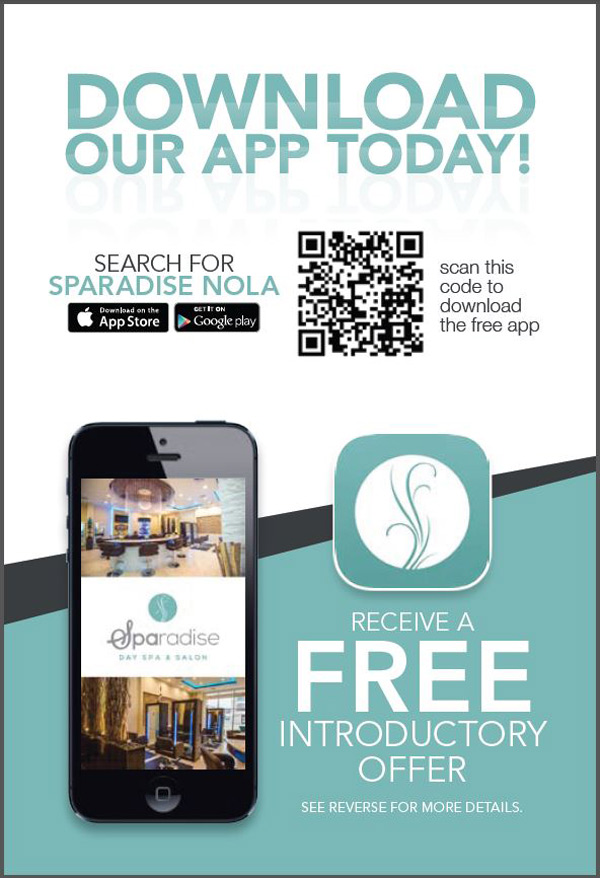 DOWNLOAD
OUR APP TODAY!
SEARCH FOR
SPARADISE NOLA
Download on the
App Store
GET IT ON
Google play
scan this
code to
download
the free app
Sparadise
DAY SPA & SALON
RECEIVE A
FREE
INTRODUCTORY
OFFER
SEE REVERSE FOR MORE DETAILS.